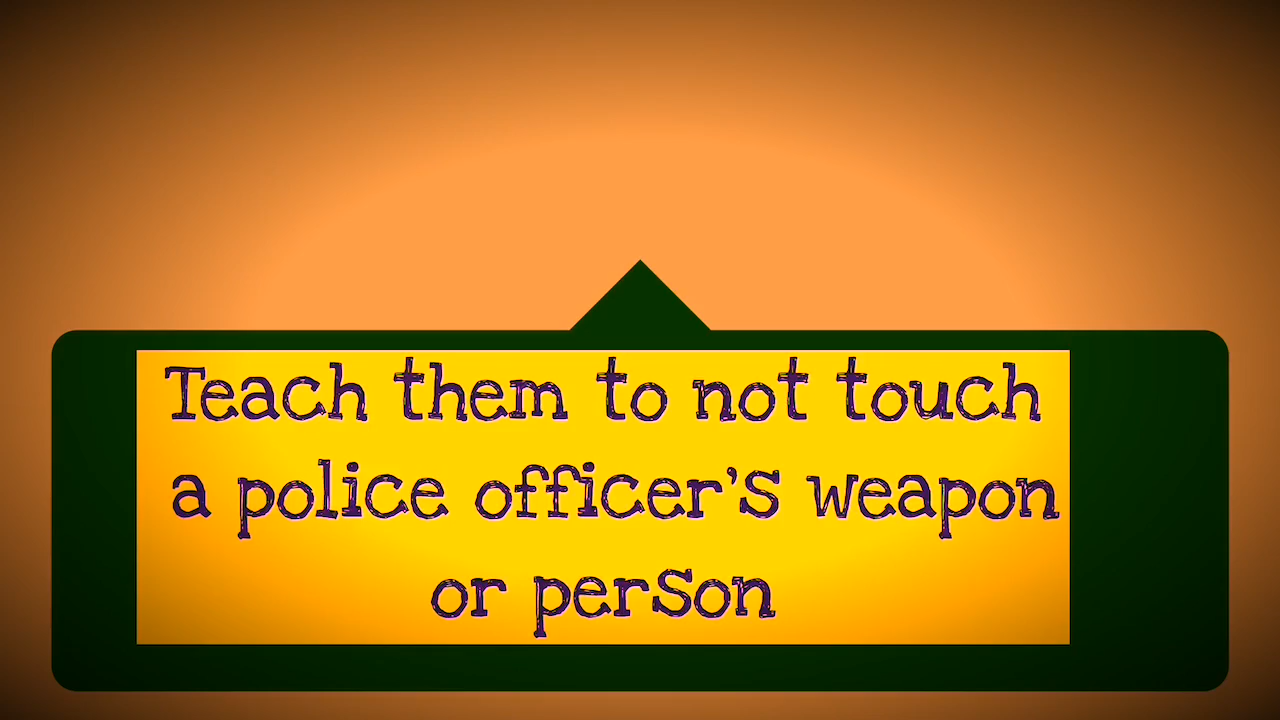 Teach them to not touch
a police officer's weapon
or person